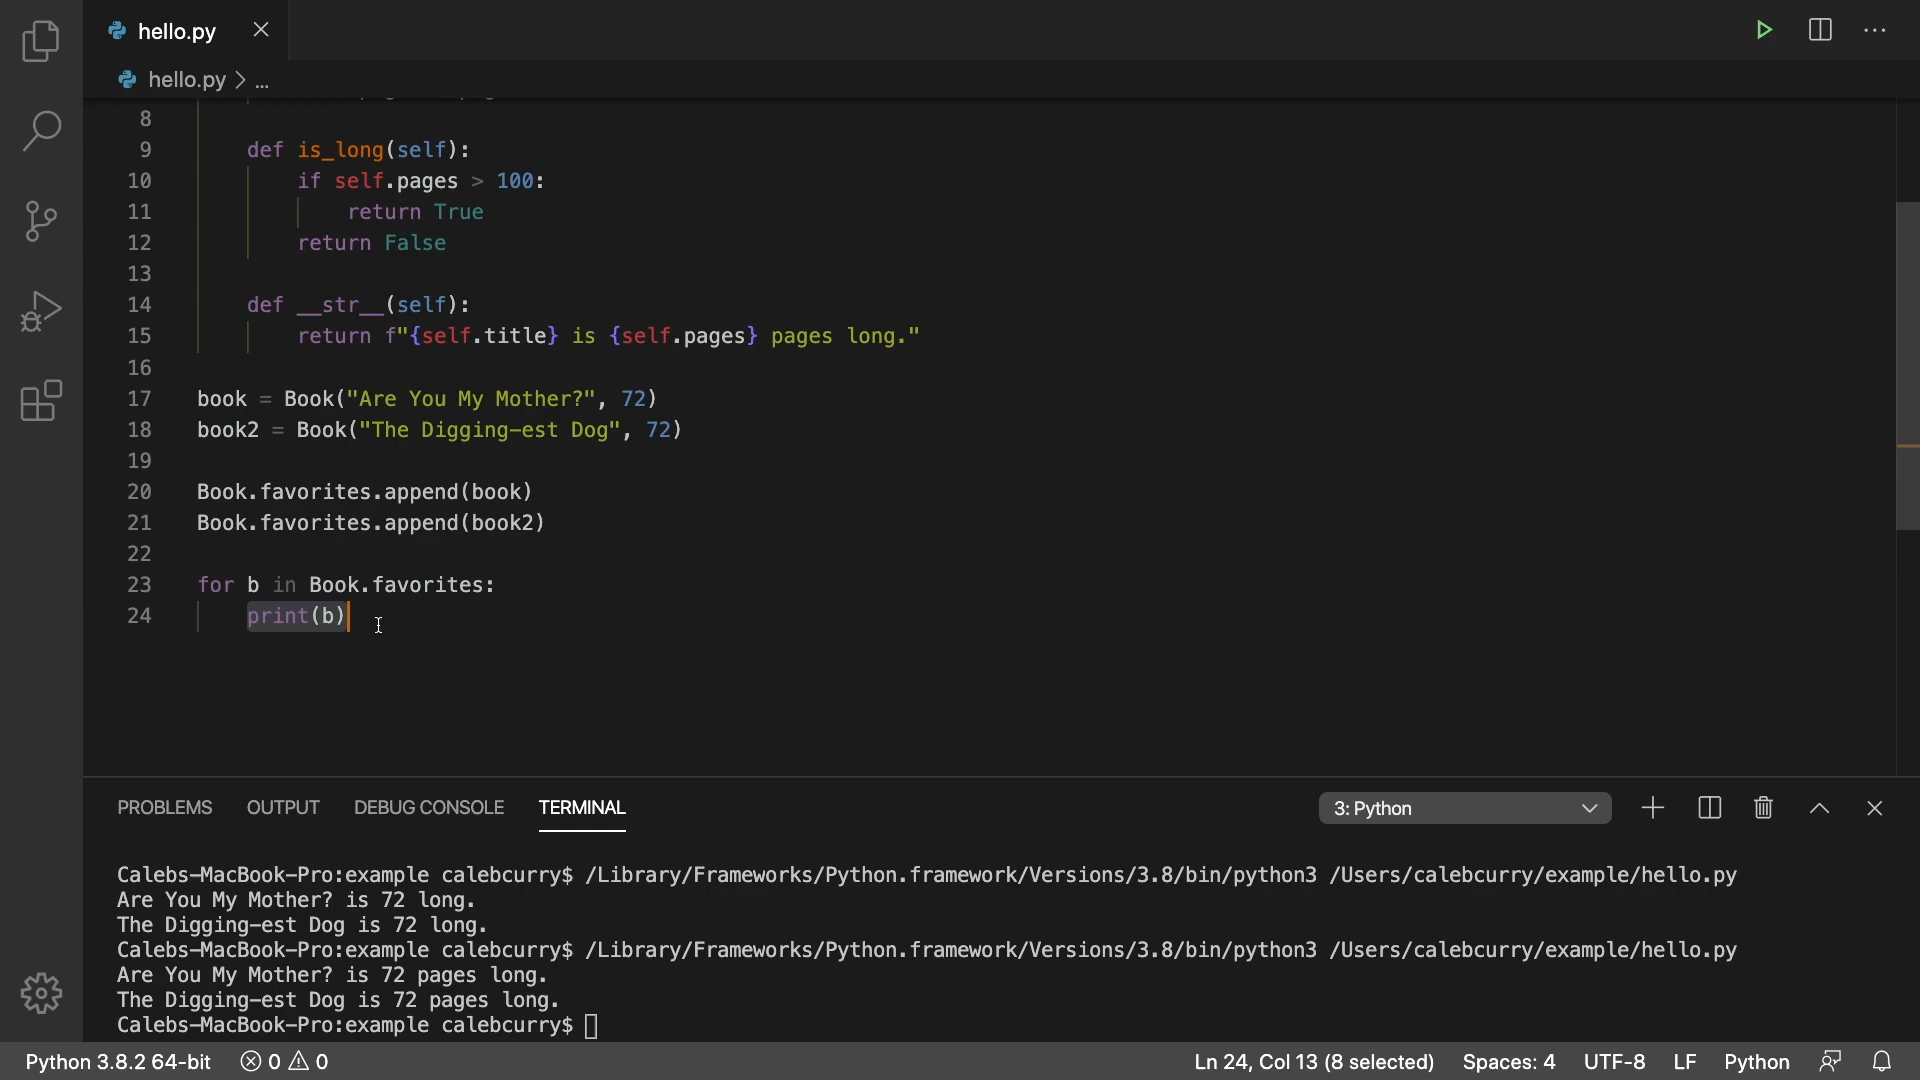 hello.py
hello.py > ...
8
9 def is_long(self):
10 if self.pages > 100:
11 return True
12 return False
13
14 def __str__(self):
15 return f"{self.title} is {self.pages} pages long."
16
17 book = Book("Are You My Mother?", 72)
18 book2 = Book("The Digging-est Dog", 72)
19
20 Book.favorites.append(book)
21 Book.favorites.append(book2)
22
23 for b in Book.favorites:
24 print(b)
PROBLEMS OUTPUT DEBUG CONSOLE TERMINAL 3: Python
Calebs-MacBook-Pro:example calebcurry$ /Library/Frameworks/Python.framework/Versions/3.8/bin/python3 /Users/calebcurry/example/hello.py
Are You My Mother? is 72 long.
The Digging-est Dog is 72 long.
Calebs-MacBook-Pro:example calebcurry$ /Library/Frameworks/Python.framework/Versions/3.8/bin/python3 /Users/calebcurry/example/hello.py
Are You My Mother? is 72 pages long.
The Digging-est Dog is 72 pages long.
Calebs-MacBook-Pro:example calebcurry$
Python 3.8.2 64-bit 0 0 Ln 24, Col 13 (8 selected) Spaces: 4 UTF-8 LF Python